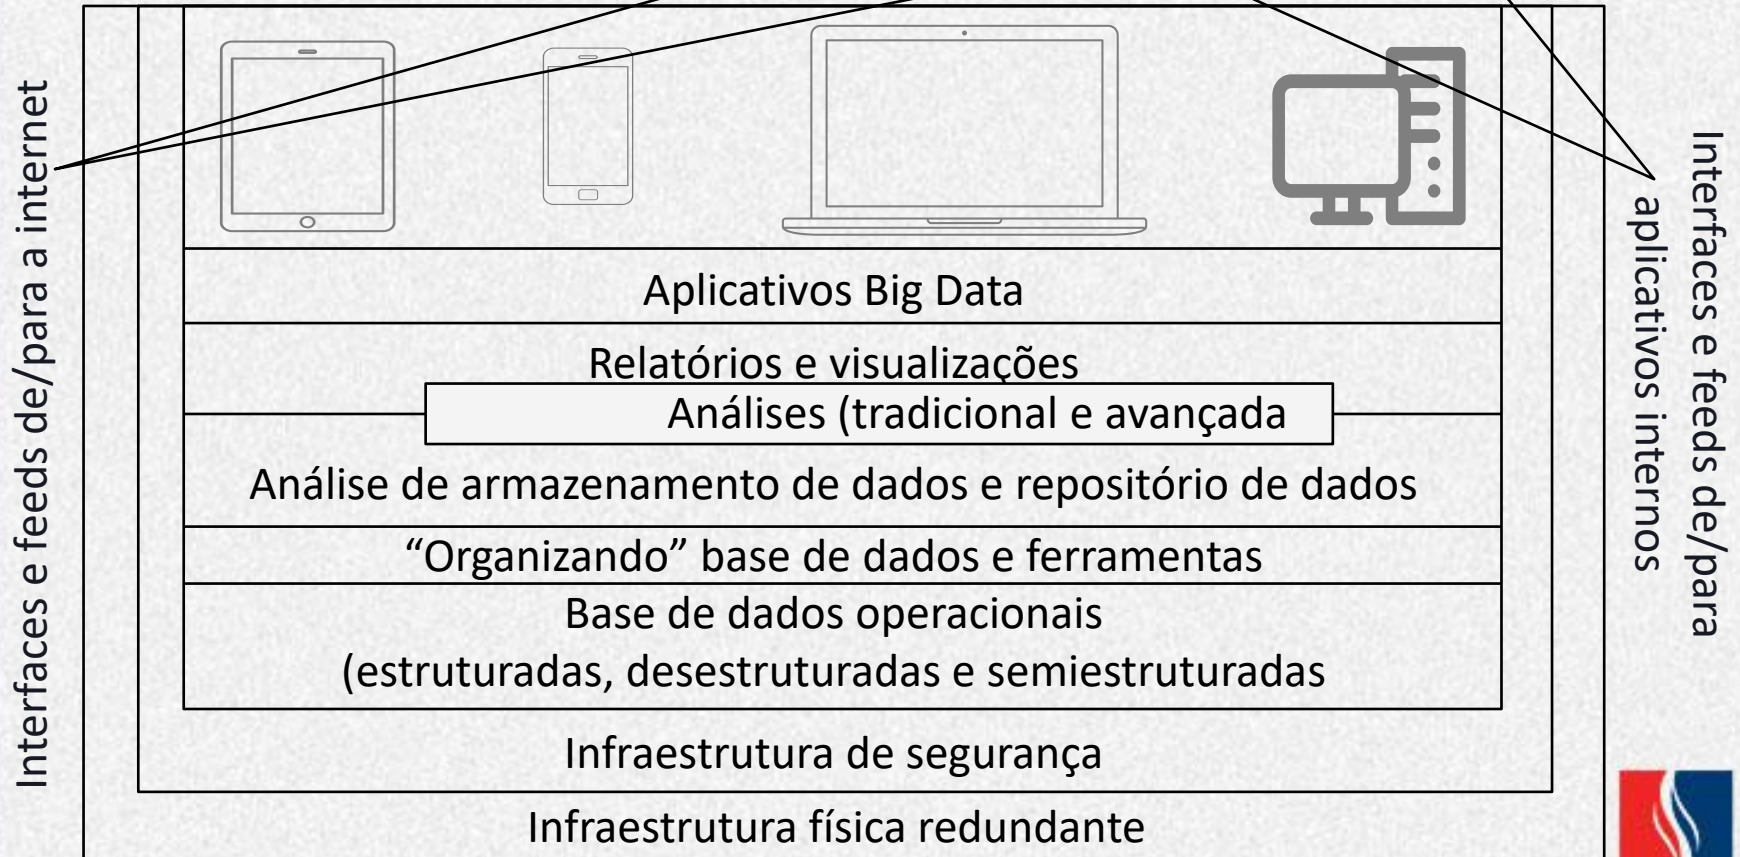 Interfaces e feeds de/para a internet
Aplicativos Big Data
Relatórios e visualizações
Análises (tradicional e avançada
Análise de armazenamento de dados e repositório de dados
“Organizando” base de dados e ferramentas
Base de dados operacionais
(estruturadas, desestruturadas e semiestruturadas
Infraestrutura de segurança
Infraestrutura física redundante
Interfaces e feeds de/para
aplicativos internos